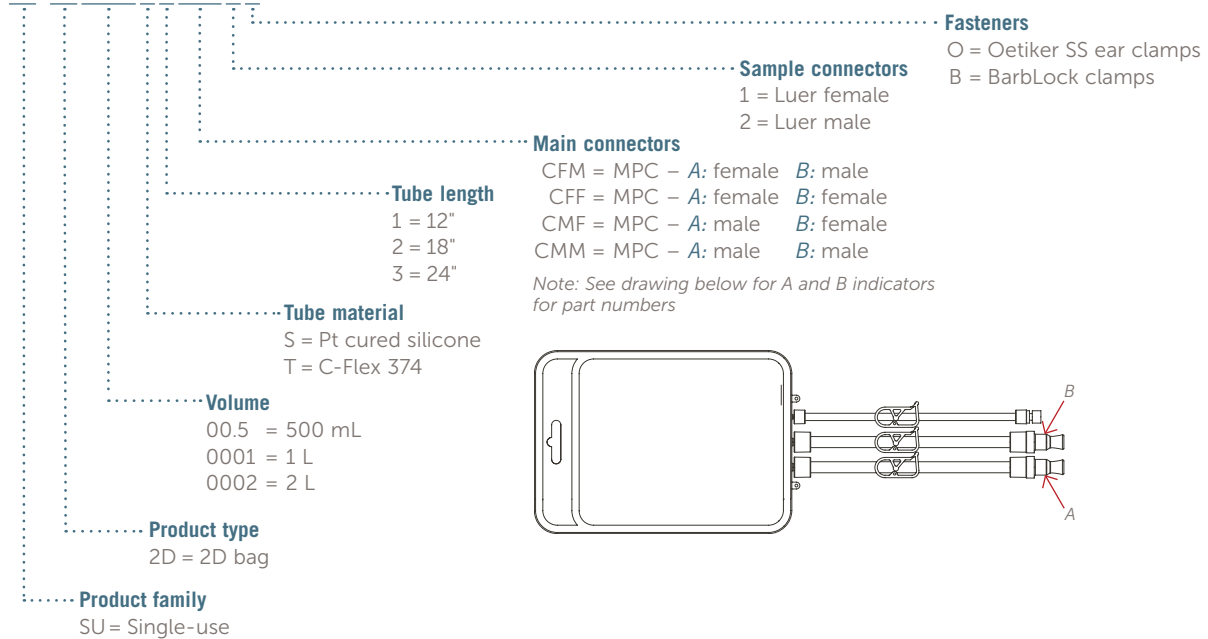 Fasteners
O = Oetiker SS ear clamps
B = BarbLock clamps
Sample connectors
1 = Luer female
2 = Luer male
Main connectors
CFM = MPC – A: female B: male
CFF = MPC – A: female B: female
CMF = MPC – A: male B: female
CMM = MPC – A: male B: male
Note: See drawing below for A and B indicators
for part numbers
Tube length
1 = 12"
2 = 18"
3 = 24"
Tube material
S = Pt cured silicone
T = C-Flex 374
Volume
00.5 = 500 mL
0001 = 1 L
0002 = 2 L
Product type
2D = 2D bag
Product family
SU = Single-use
B
A